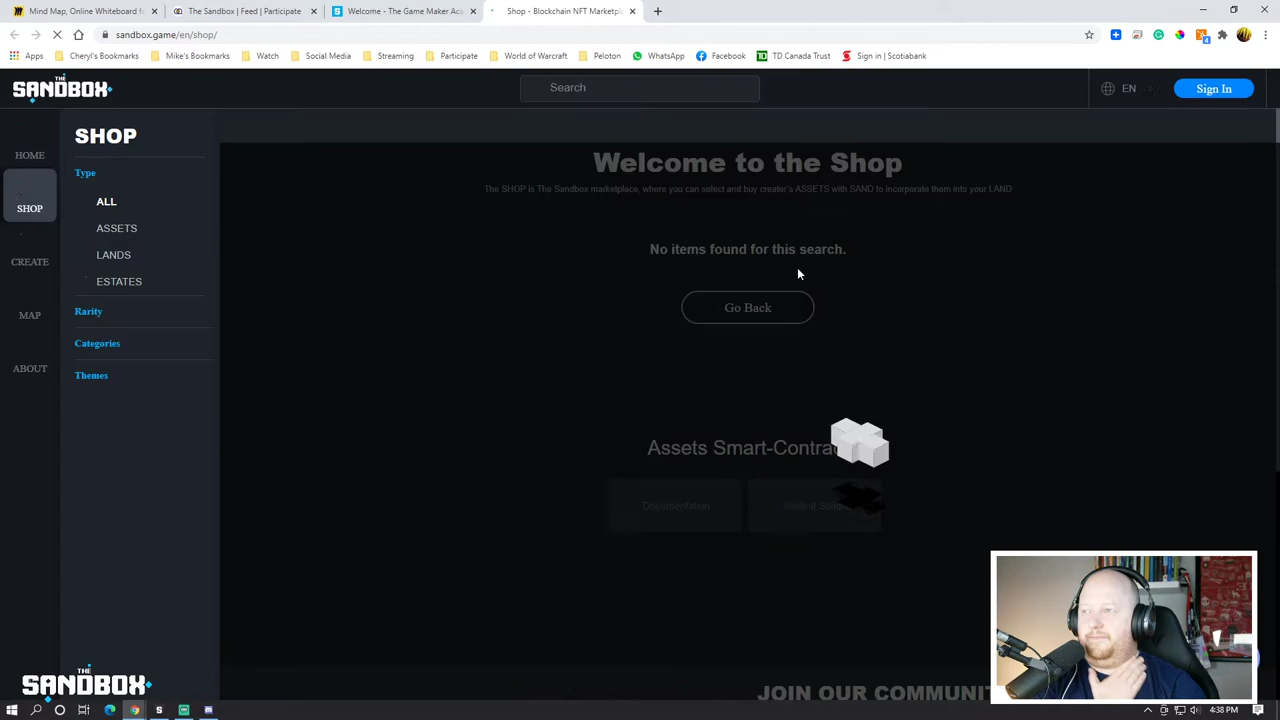 Mind Map, Online Whiteboard fo
The Sandbox | Feed | Participate
Welcome - The Game Maker Aca
Shop - Blockchain NFT Marketpla
sandbox.game/en/shop/
Apps
Cheryl's Bookmarks
Mike's Bookmarks
Watch
Social Media
Streaming
Participate
World of Warcraft
Peloton
WhatsApp
Facebook
TD Canada Trust
Sign in | Scotiabank
THE SANDBOX
Search
EN
Sign In
HOME
SHOP
CREATE
MAP
ABOUT
SHOP
Type
ALL
ASSETS
LANDS
ESTATES
Rarity
Categories
Themes
Welcome to the Shop
The SHOP is The Sandbox marketplace, where you can select and buy creator's ASSETS with SAND to incorporate them into your LAND
No items found for this search.
Go Back
Assets Smart-Contra
Documentation
JOIN OUR COMMUNI
THE SANDBOX
4:38 PM